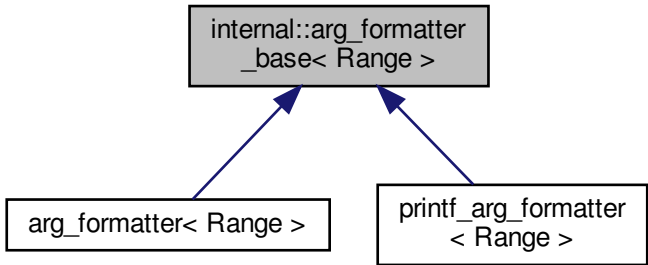 internal::arg_formatter
_base< Range >
arg_formatter< Range >
printf_arg_formatter
< Range >